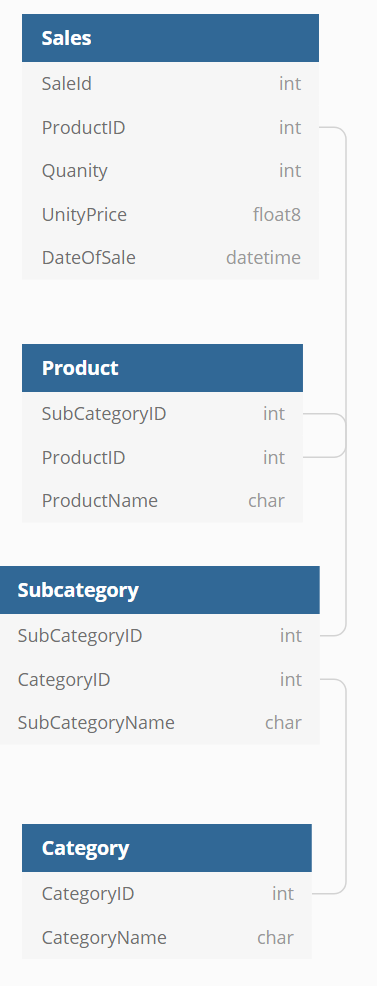 Sales
SaleId int
ProductID int
Quanity int
UnityPrice float8
DateOfSale datetime
Product
SubCategoryID int
ProductID int
ProductName char
Subcategory
SubCategoryID int
CategoryID int
SubCategoryName char
Category
CategoryID int
CategoryName char